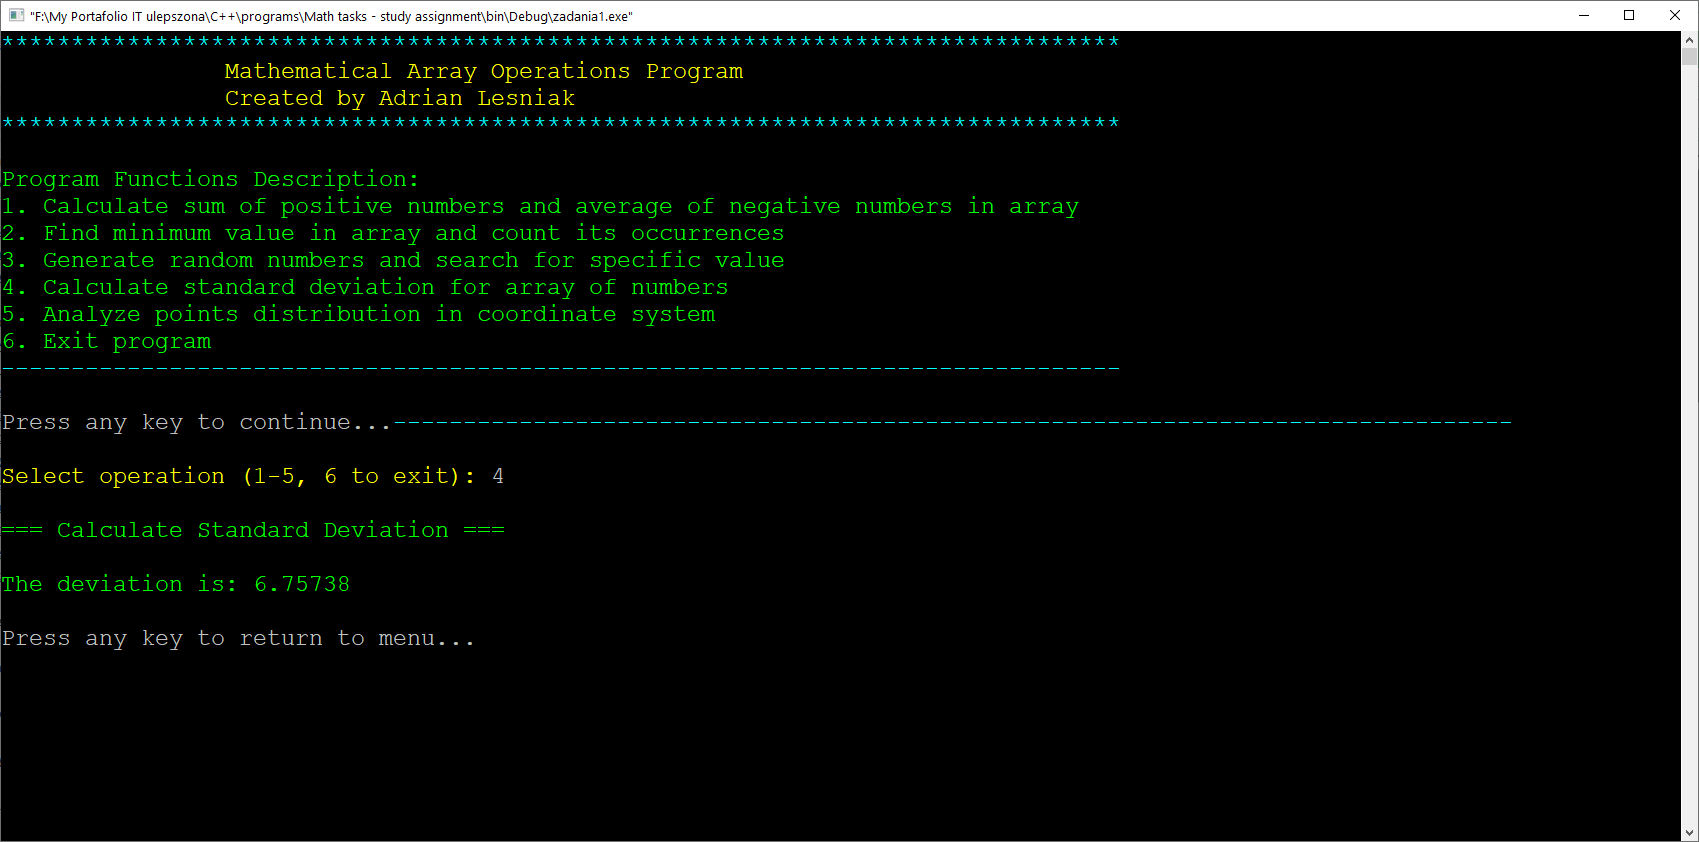 "F:\My Portafolio IT ulepszona\C++\programs\Math tasks - study assignment\bin\Debug\zadania1.exe"
********************************************************************************
Mathematical Array Operations Program
Created by Adrian Lesniak
********************************************************************************
Program Functions Description:
1. Calculate sum of positive numbers and average of negative numbers in array
2. Find minimum value in array and count its occurrences
3. Generate random numbers and search for specific value
4. Calculate standard deviation for array of numbers
5. Analyze points distribution in coordinate system
6. Exit program
--------------------------------------------------------------------------------
Press any key to continue...--------------------------------------------------------------------------------
Select operation (1-5, 6 to exit): 4
=== Calculate Standard Deviation ===
The deviation is: 6.75738
Press any key to return to menu...